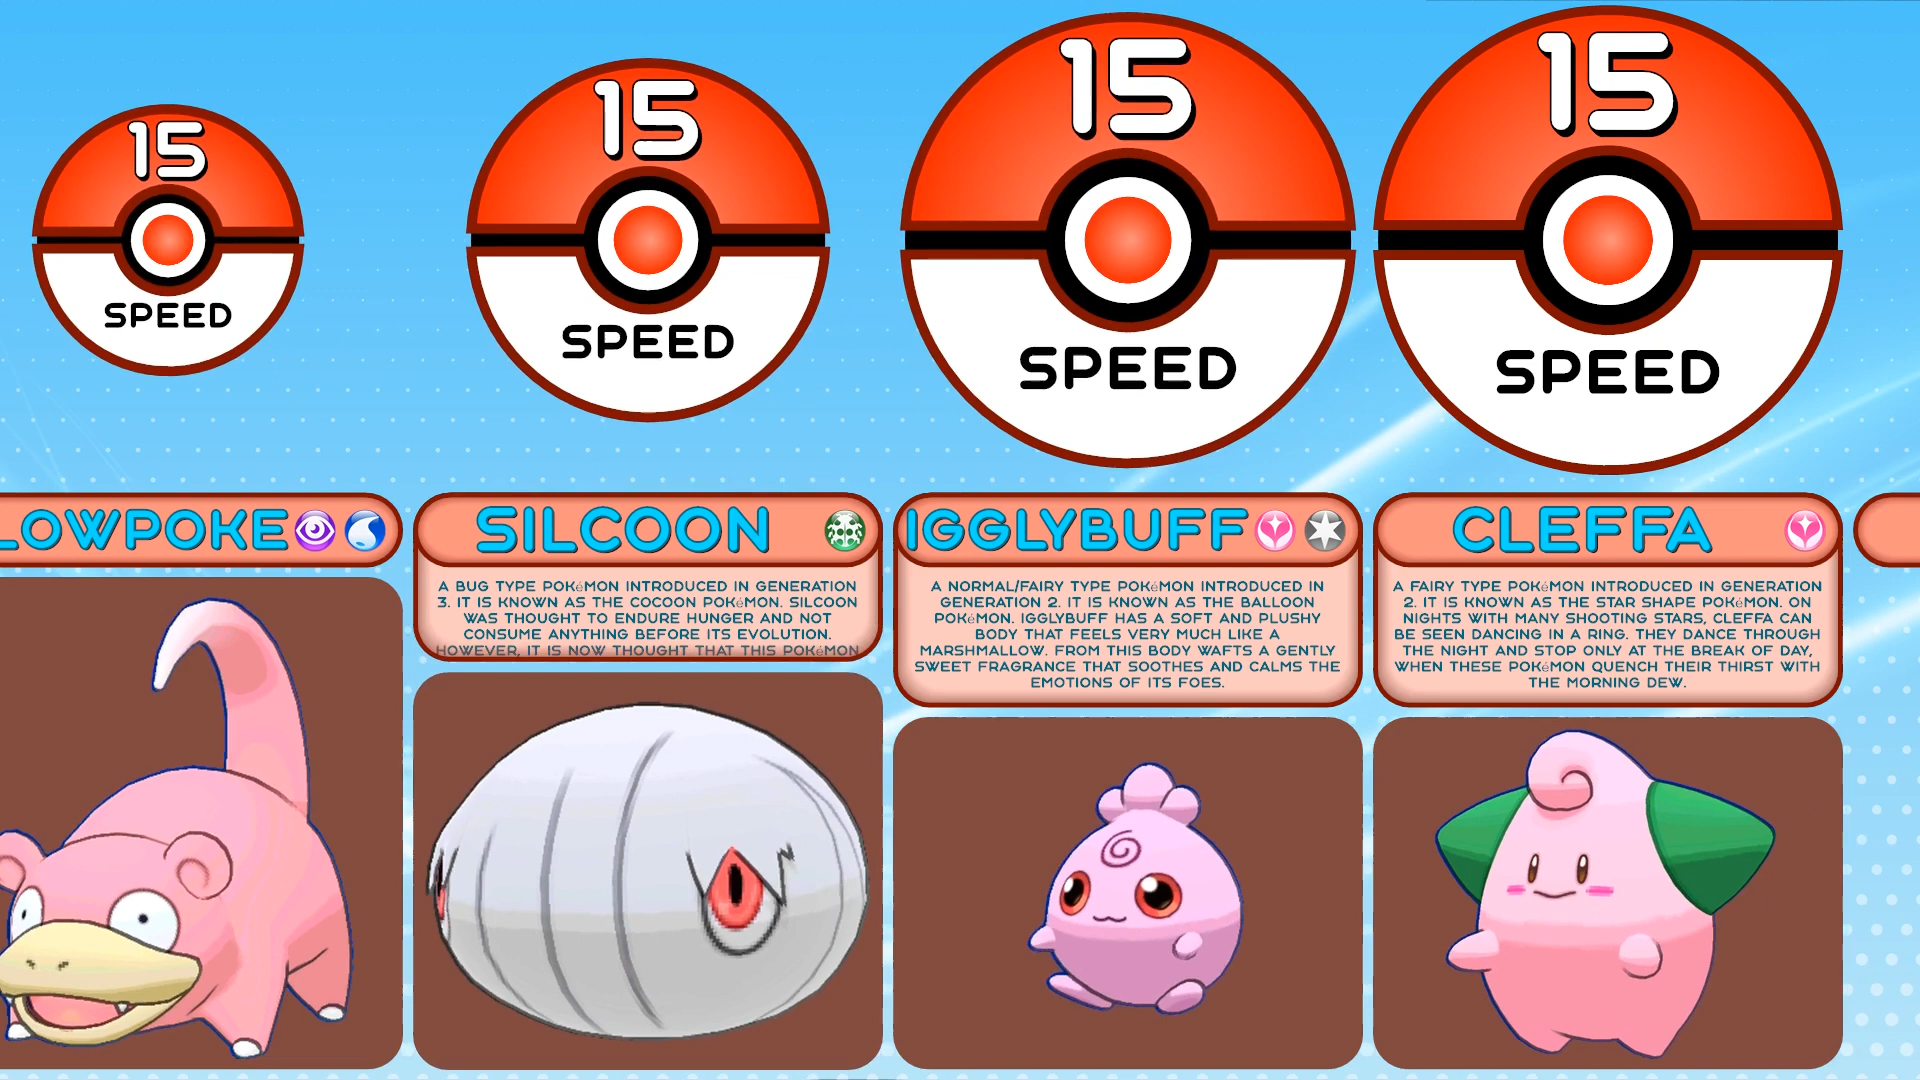 15
SPEED
15
SPEED
15
SPEED
15
SPEED
LOWPOKE
SILCOON
A BUG TYPE POKéMON INTRODUCED IN GENERATION
3. IT IS KNOWN AS THE COCOON POKéMON. SILCOON
WAS THOUGHT TO ENDURE HUNGER AND NOT
CONSUME ANYTHING BEFORE ITS EVOLUTION.
HOWEVER, IT IS NOW THOUGHT THAT THIS POKéMON
IGGLYBUFF
A NORMAL/FAIRY TYPE POKéMON INTRODUCED IN
GENERATION 2. IT IS KNOWN AS THE BALLOON
POKéMON. IGGLYBUFF HAS A SOFT AND PLUSHY
BODY THAT FEELS VERY MUCH LIKE A
MARSHMALLOW. FROM THIS BODY WAFTS A GENTLY
SWEET FRAGRANCE THAT SOOTHES AND CALMS THE
EMOTIONS OF ITS FOES.
CLEFFA
A FAIRY TYPE POKéMON INTRODUCED IN GENERATION
2. IT IS KNOWN AS THE STAR SHAPE POKéMON. ON
NIGHTS WITH MANY SHOOTING STARS, CLEFFA CAN
BE SEEN DANCING IN A RING. THEY DANCE THROUGH
THE NIGHT AND STOP ONLY AT THE BREAK OF DAY,
WHEN THESE POKéMON QUENCH THEIR THIRST WITH
THE MORNING DEW.